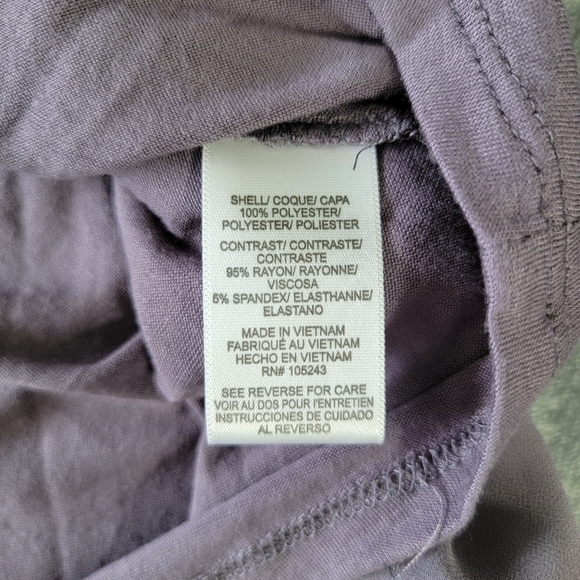 SHELL/ COQUE/ CAPA
100% POLYESTER/
POLYESTER/ POLIESTER
CONTRAST/ CONTRASTE/
CONTRASTE
95% RAYON/ RAYONNE/
VISCOSA
5% SPANDEX/ ELASTHANNE/
ELASTANO
MADE IN VIETNAM
FABRIQUÉ AU VIETNAM
HECHO EN VIETNAM
RN# 105243
SEE REVERSE FOR CARE
VOIR AU DOS POUR L'ENTRETIEN
INSTRUCCIONES DE CUIDADO
AL REVERSO